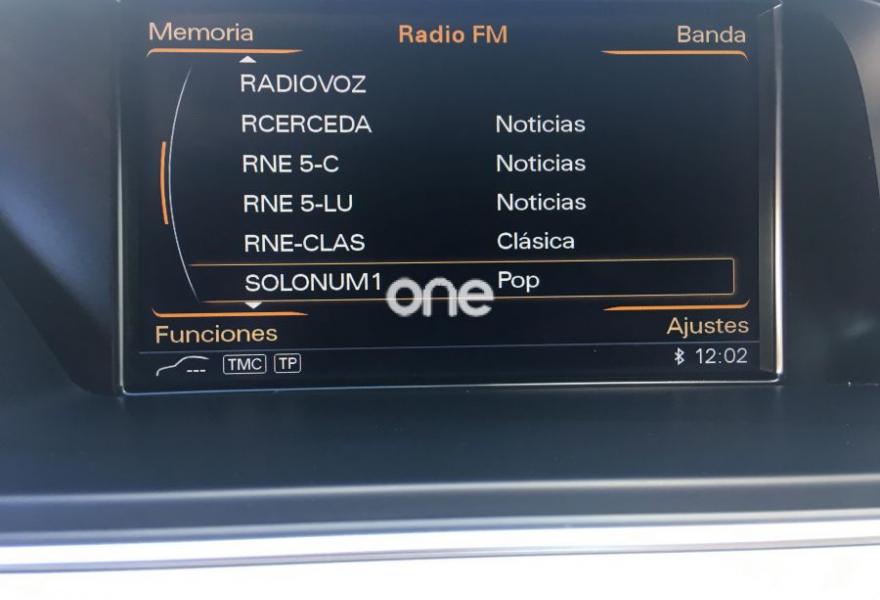 Memoria Radio FM Banda
RADIOVOZ
RCERCEDA Noticias
RNE 5-C Noticias
RNE 5-LU Noticias
RNE-CLAS Clásica
SOLONUM1 Pop
one
Funciones Ajustes
TMC TP 12:02